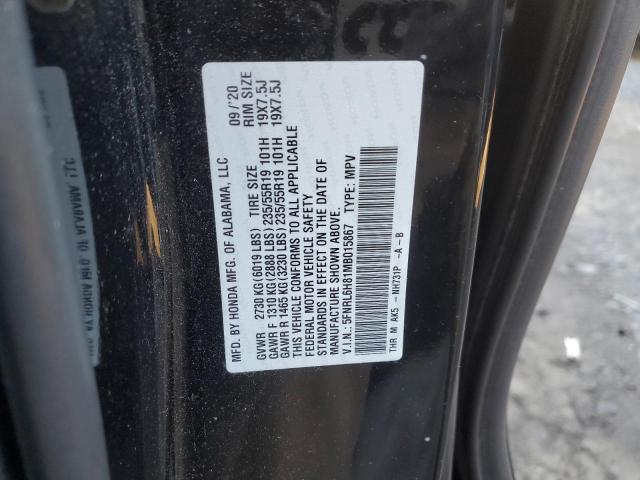 MFD. BY HONDA MFG. OF ALABAMA, LLC 09/'20
GVWR 2730 KG(6019 LBS) TIRE SIZE RIM SIZE
GAWR F 1310 KG(2888 LBS) 235/55R19 101H 19X7.5J
GAWR R 1465 KG(3230 LBS) 235/55R19 101H 19X7.5J
THIS VEHICLE CONFORMS TO ALL APPLICABLE
FEDERAL MOTOR VEHICLE SAFETY
STANDARDS IN EFFECT ON THE DATE OF
MANUFACTURE SHOWN ABOVE.
V.I.N.: 5FNRL6H81MB015867 TYPE: MPV
THR M AK5 - NH731P -A-B